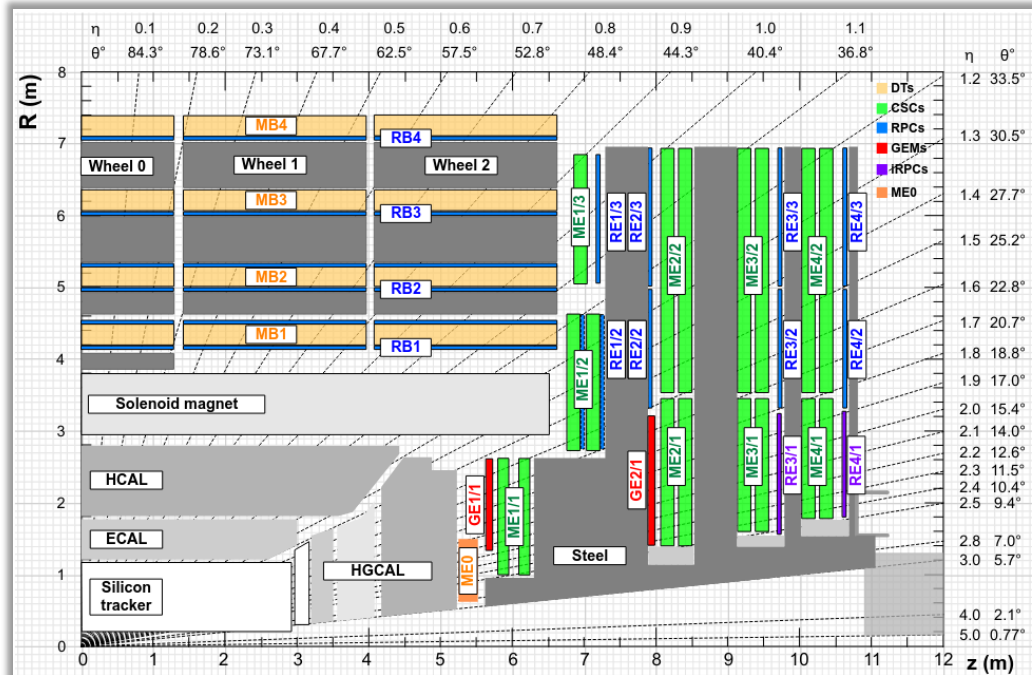 η 0.1 0.2 0.3 0.4 0.5 0.6 0.7 0.8 0.9 1.0 1.1
θ° 84.3° 78.6° 73.1° 67.7° 62.5° 57.5° 52.8° 48.4° 44.3° 40.4° 36.8° η θ°
R (m)
8
7
6
5
4
3
2
1
0
1.2 33.5°
1.3 30.5°
1.4 27.7°
1.5 25.2°
1.6 22.8°
1.7 20.7°
1.8 18.8°
1.9 17.0°
2.0 15.4°
2.1 14.0°
2.2 12.6°
2.3 11.5°
2.4 10.4°
2.5 9.4°
2.8 7.0°
3.0 5.7°
4.0 2.1°
5.0 0.77°
DTs
CSCs
RPCs
GEMs
iRPCs
ME0
MB4
RB4
Wheel 0 Wheel 1 Wheel 2
MB3
RB3
MB2
RB2
MB1
RB1
Solenoid magnet
HCAL
ECAL
Silicon
tracker
HGCAL
Steel
ME0
GE1/1
ME1/1
ME1/2
ME1/3
RE1/3
RE2/3
RE1/2
RE2/2
GE2/1
ME2/2
ME2/1
ME3/2
ME3/1
RE3/3
RE3/2
RE3/1
ME4/2
ME4/1
RE4/3
RE4/2
RE4/1
0 1 2 3 4 5 6 7 8 9 10 11 12
z (m)